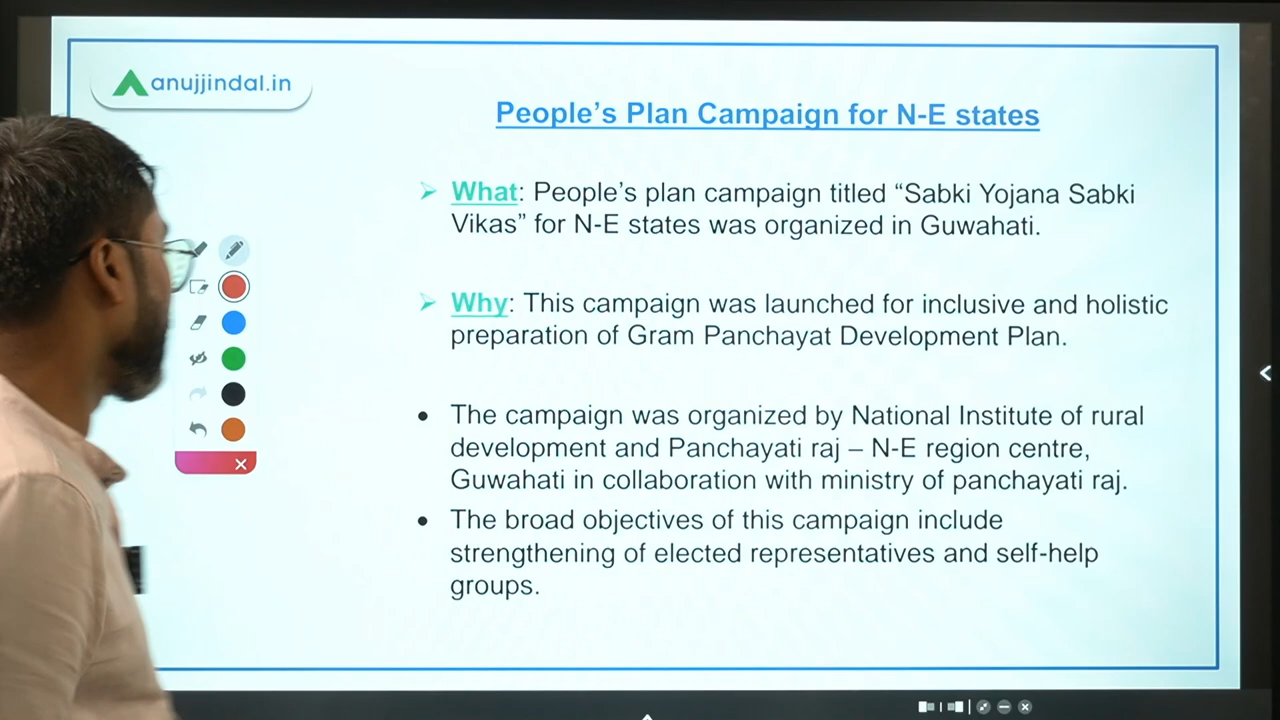 anujjindal.in
People's Plan Campaign for N-E states
What: People's plan campaign titled “Sabki Yojana Sabki
Vikas” for N-E states was organized in Guwahati.
Why: This campaign was launched for inclusive and holistic
preparation of Gram Panchayat Development Plan.
The campaign was organized by National Institute of rural
development and Panchayati raj – N-E region centre,
Guwahati in collaboration with ministry of panchayati raj.
The broad objectives of this campaign include
strengthening of elected representatives and self-help
groups.